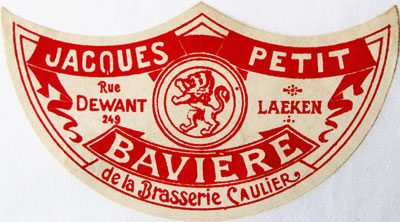 JACQUES PETIT
Rue
DEWANT LAEKEN
249
BAVIÈRE
de la Brasserie CAULIER